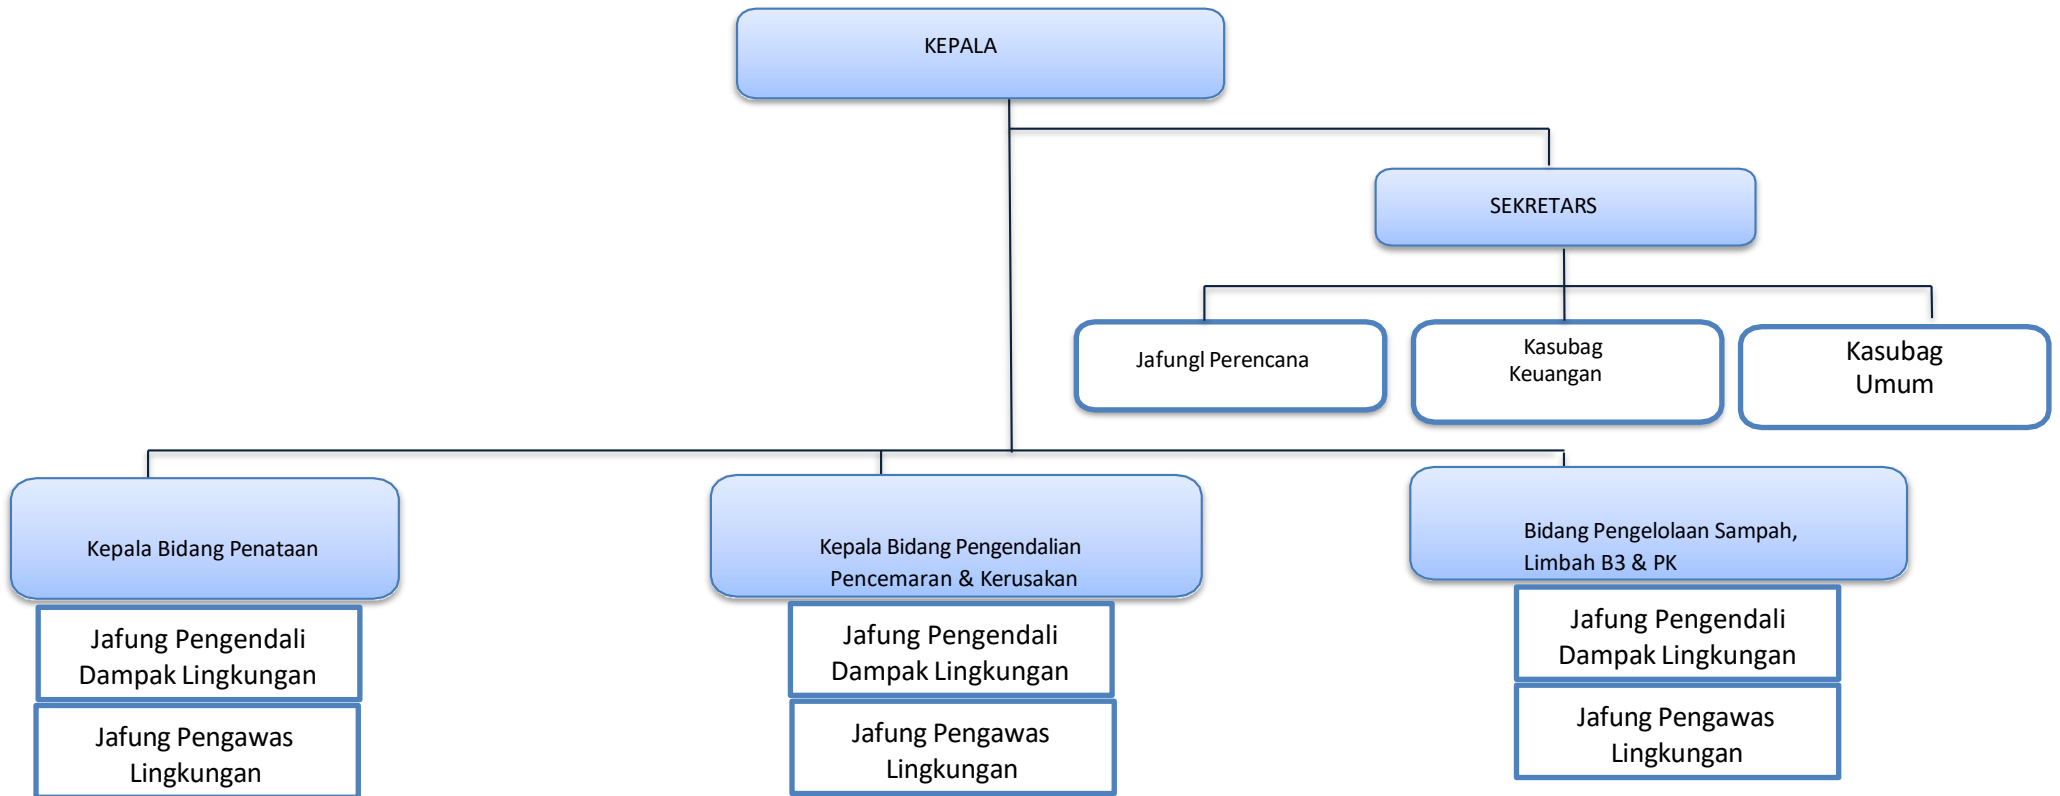 KEPALA
SEKRETARS
Jafungl Perencana
Kasubag
Keuangan
Kasubag
Umum
Kepala Bidang Penataan
Kepala Bidang Pengendalian
Pencemaran & Kerusakan
Bidang Pengelolaan Sampah,
Limbah B3 & PK
Jafung Pengendali
Dampak Lingkungan
Jafung Pengawas
Lingkungan
Jafung Pengendali
Dampak Lingkungan
Jafung Pengawas
Lingkungan
Jafung Pengendali
Dampak Lingkungan
Jafung Pengawas
Lingkungan